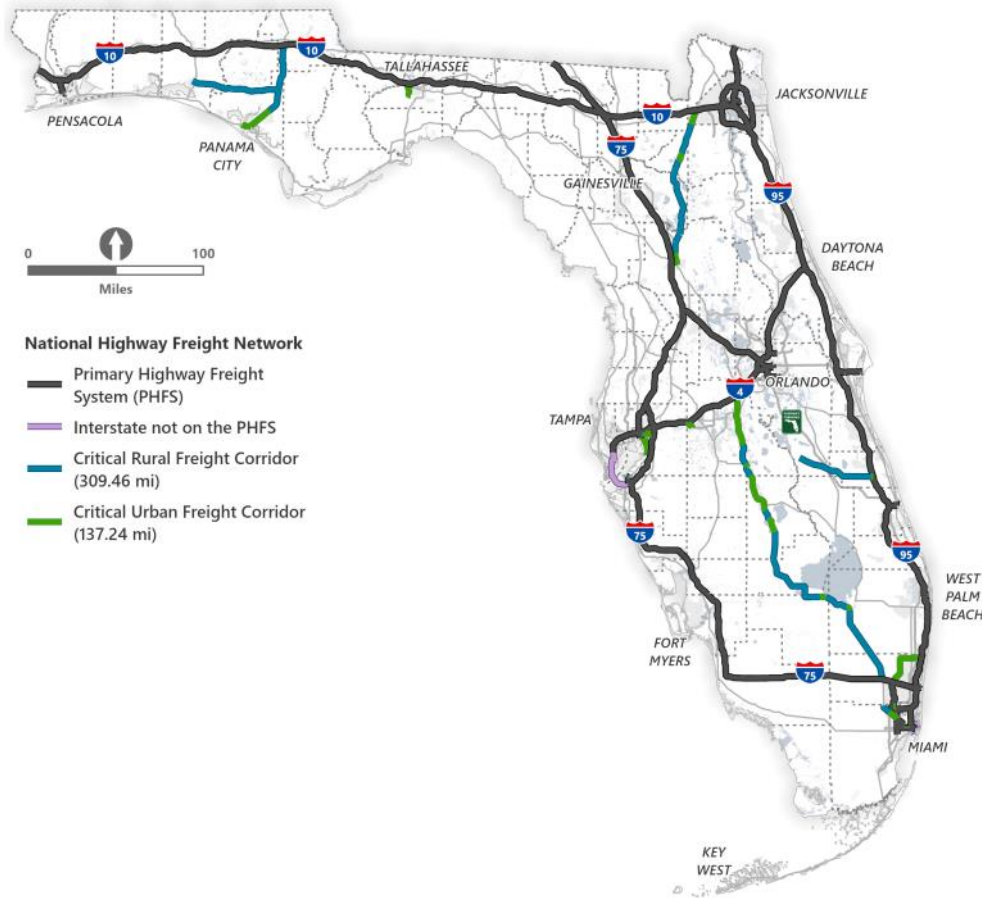 10
10
TALLAHASSEE
PENSACOLA
PANAMA
CITY
10
JACKSONVILLE
75
GAINESVILLE
95
DAYTONA
BEACH
0
100
Miles
National Highway Freight Network
Primary Highway Freight
System (PHFS)
Interstate not on the PHFS
Critical Rural Freight Corridor
(309.46 mi)
Critical Urban Freight Corridor
(137.24 mi)
4
ORLANDO
TAMPA
75
95
WEST
PALM
BEACH
FORT
MYERS
75
MIAMI
KEY
WEST